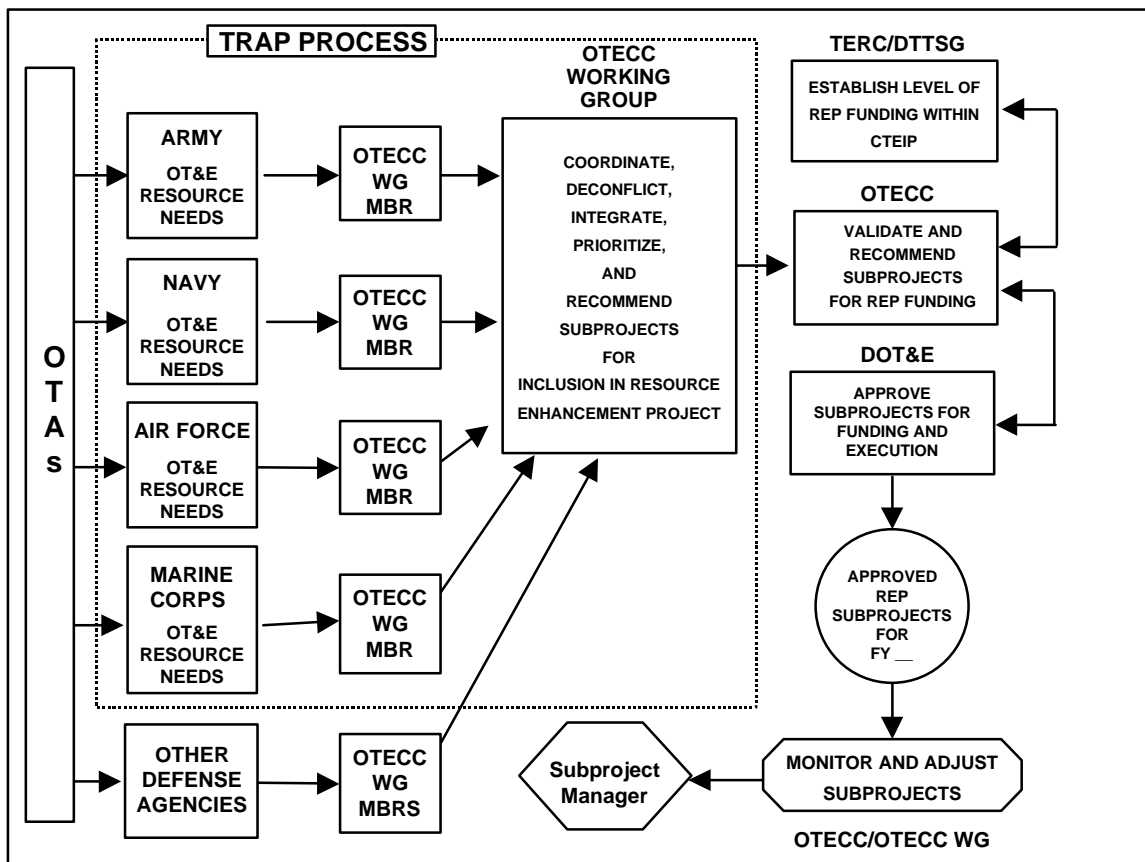 TRAP PROCESS
OTAs
ARMY
OT&E
RESOURCE
NEEDS
OTECC
WG
MBR
NAVY
OT&E
RESOURCE
NEEDS
OTECC
WG
MBR
AIR FORCE
OT&E
RESOURCE
NEEDS
OTECC
WG
MBR
MARINE
CORPS
OT&E
RESOURCE
NEEDS
OTECC
WG
MBR
OTHER
DEFENSE
AGENCIES
OTECC
WG
MBRS
OTECC
WORKING
GROUP
COORDINATE,
DECONFLICT,
INTEGRATE,
PRIORITIZE,
AND
RECOMMEND
SUBPROJECTS
FOR
INCLUSION IN RESOURCE
ENHANCEMENT PROJECT
TERC/DTTSG
ESTABLISH LEVEL OF
REP FUNDING WITHIN
CTEIP
OTECC
VALIDATE AND
RECOMMEND
SUBPROJECTS
FOR REP FUNDING
DOT&E
APPROVE
SUBPROJECTS FOR
FUNDING AND
EXECUTION
APPROVED
REP
SUBPROJECTS
FOR
FY __
MONITOR AND ADJUST
SUBPROJECTS
OTECC/OTECC WG
Subproject
Manager